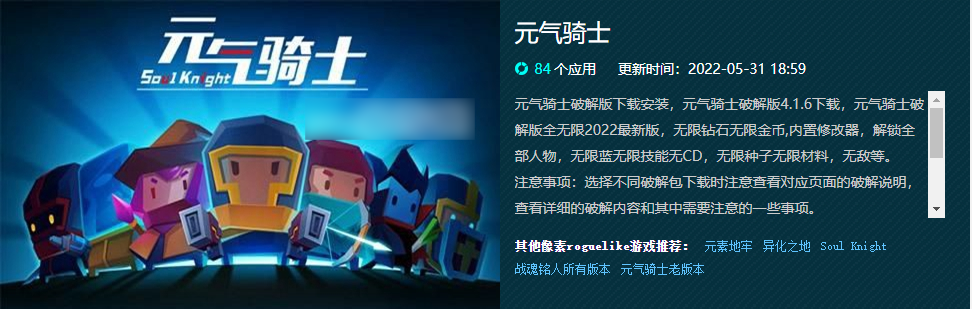 元气骑士
Soul Knight
元气骑士
84个应用 更新时间：2022-05-31 18:59
元气骑士破解版下载安装，元气骑士破解版4.1.6下载，元气骑士破
解版全无限2022最新版，无限钻石无限金币,内置修改器，解锁全
部人物，无限蓝无限技能无CD，无限种子无限材料，无敌等。
注意事项：选择不同破解包下载时注意查看对应页面的破解说明，
查看详细的破解内容和其中需要注意的一些事项。
其他像素roguelike游戏推荐： 元素地牢 异化之地 Soul Knight
战魂铭人所有版本 元气骑士老版本